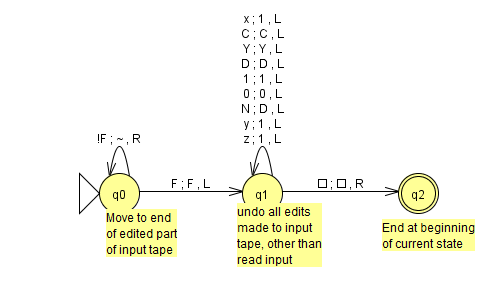 x ; 1 , L
C ; C , L
Y ; Y , L
D ; D , L
1 ; 1 , L
0 ; 0 , L
N ; D , L
y ; 1 , L
z ; 1 , L
!F ; ~ , R
F ; F , L
□ ; □ , R
q0
q1
q2
Move to end
of edited part
of input tape
undo all edits
made to input
tape, other than
read input
End at beginning
of current state